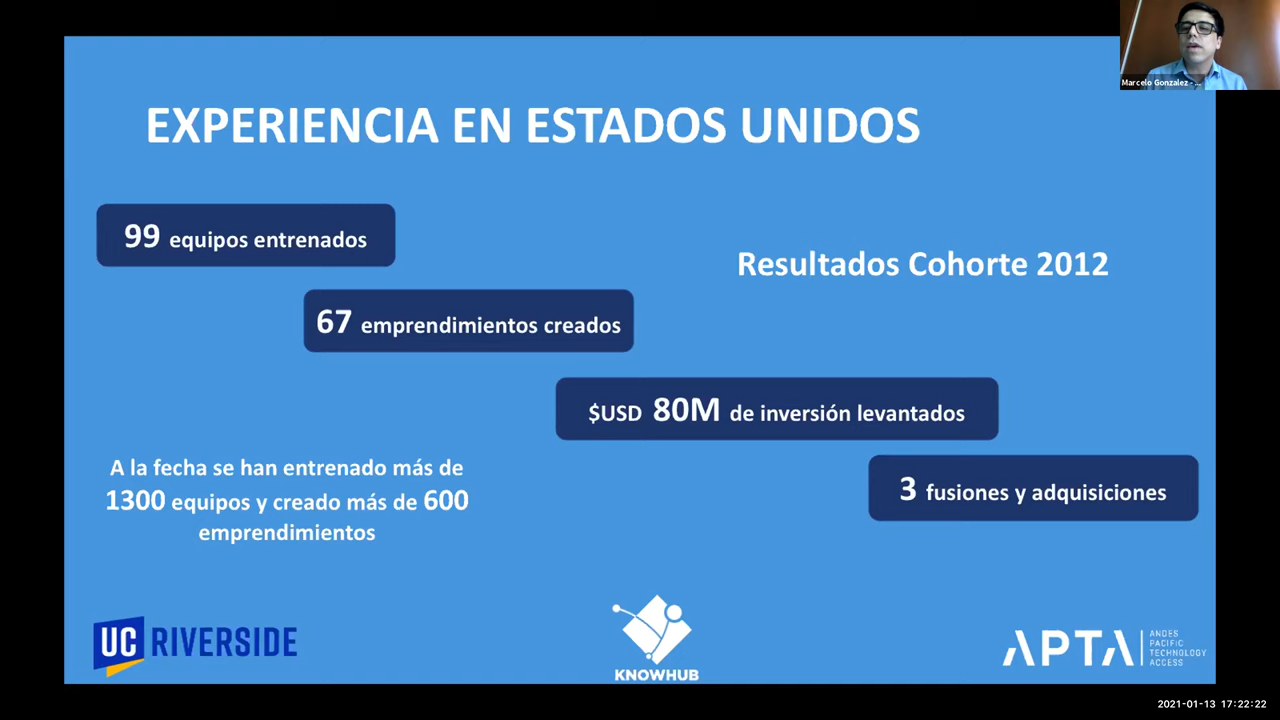 Marcelo Gonzalez - ...
EXPERIENCIA EN ESTADOS UNIDOS
99 equipos entrenados
Resultados Cohorte 2012
67 emprendimientos creados
$USD 80M de inversión levantados
3 fusiones y adquisiciones
A la fecha se han entrenado más de
1300 equipos y creado más de 600
emprendimientos
UC RIVERSIDE
KNOWHUB
APTA
ANDES
PACIFIC
TECHNOLOGY
ACCESS
2021-01-13 17:22:22